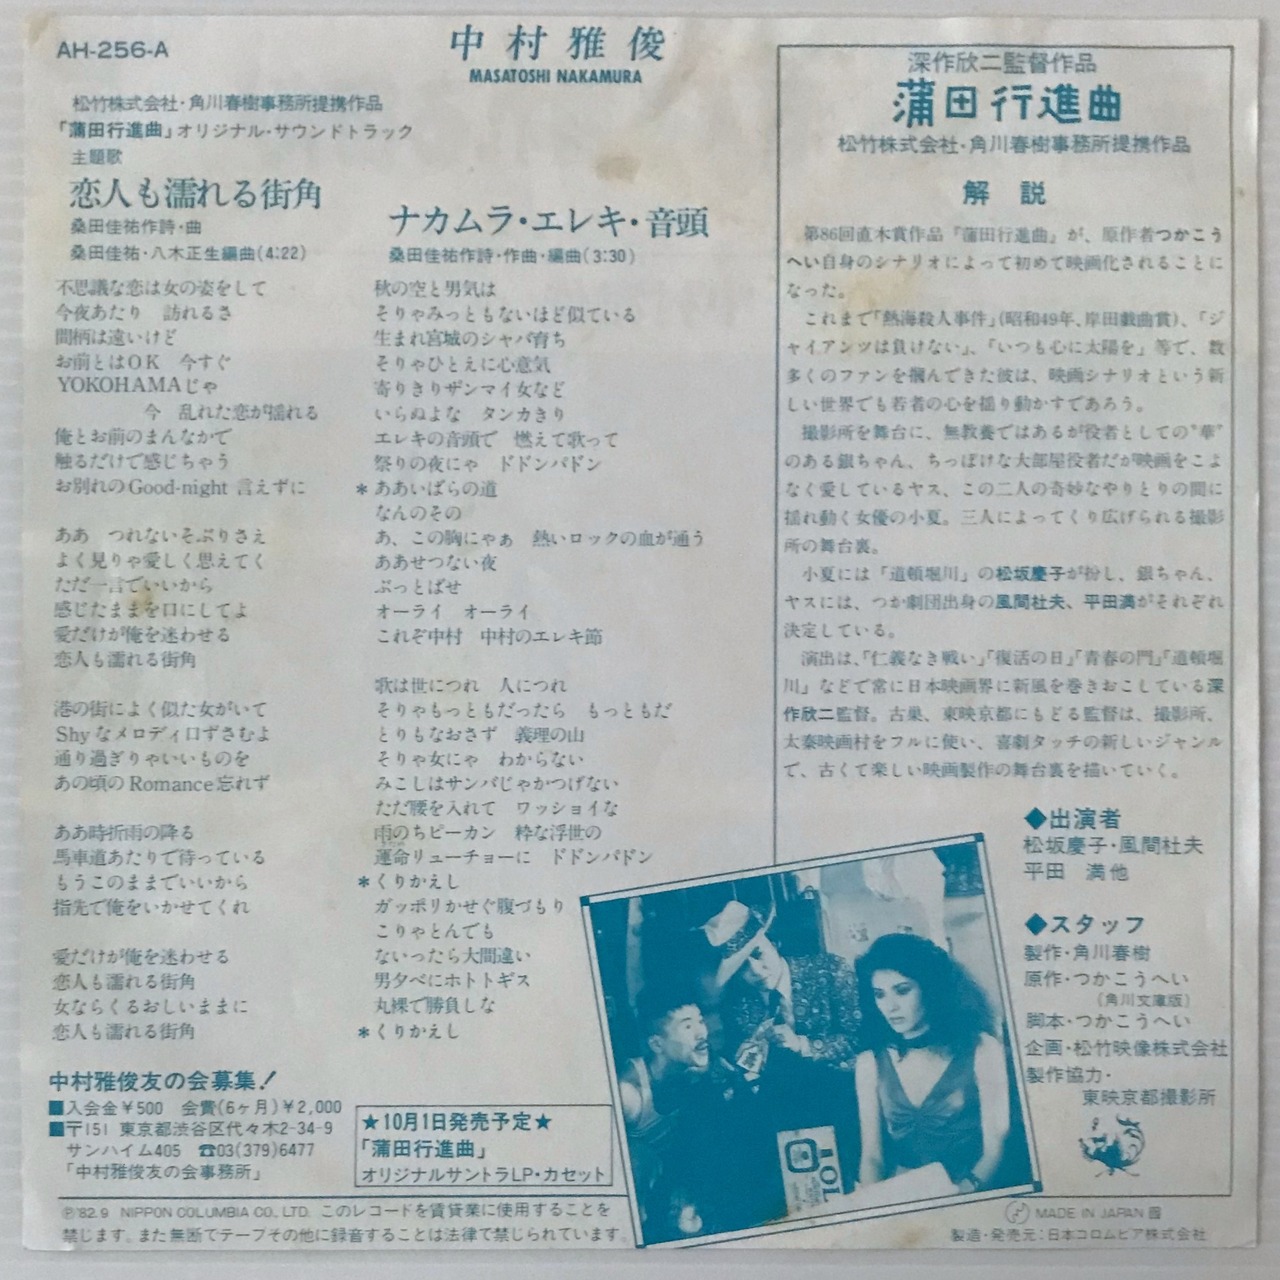 AH-256-A
中村雅俊
MASATOSHI NAKAMURA
松竹株式会社・角川春樹事務所提携作品
「蒲田行進曲」オリジナル・サウンドトラック
主題歌
恋人も濡れる街角
桑田佳祐作詩・曲
桑田佳祐・八木正生編曲(4:22)
不思議な恋は女の姿をして
今夜あたり 訪れるさ
間柄は遠いけど
お前とはOK 今すぐ
YOKOHAMAじゃ
今 乱れた恋が揺れる
俺とお前のまんなかで
触るだけで感じちゃう
お別れのGood-night 言えずに
ああ つれないそぶりさえ
よく見りゃ愛しく思えてく
ただ一言でいいから
感じたままを口にしてよ
愛だけが俺を迷わせる
恋人も濡れる街角
港の街によく似た女がいて
Shyなメロディ口ずさむよ
通り過ぎりゃいいものを
あの頃のRomance忘れず
ああ時折雨の降る
馬車道あたりで待っている
もうこのままでいいから
指先で俺をいかせてくれ
愛だけが俺を迷わせる
恋人も濡れる街角
女ならくるおしいままに
恋人も濡れる街角
ナカムラ・エレキ・音頭
桑田佳祐作詩・作曲・編曲(3:30)
秋の空と男気は
そりゃみっともないほど似ている
生まれ宮城のシャバ育ち
そりゃひとえに心意気
寄りきりザンマイ女など
いらぬよな タンカきり
エレキの音頭で 燃えて歌って
祭りの夜にゃ ドドンパドン
*ああいばらの道
なんのその
あ、この胸にゃぁ 熱いロックの血が通う
ああせつない夜
ぶっとばせ
オーライ オーライ
これぞ中村 中村のエレキ節
歌は世につれ 人につれ
そりゃもっともだったら もっともだ
とりもなおさず 義理の山
そりゃ女にゃ わからない
みこしはサンバじゃかつげない
ただ腰を入れて ワッショイな
雨のちピーカン 粋な浮世の
運命リューチョーに ドドンパドン
*くりかえし
ガッポリかせぐ腹づもり
こりゃとんでも
ないったら大間違い
男夕べにホトトギス
丸裸で勝負しな
*くりかえし
深作欣二監督作品
蒲田行進曲
松竹株式会社・角川春樹事務所提携作品
解説
第86回直木賞作品『蒲田行進曲』が、原作者つかこう
へい自身のシナリオによって初めて映画化されることに
なった。
これまで「熱海殺人事件」(昭和49年、岸田戯曲賞)、「ジ
ャイアンツは負けない」、「いつも心に太陽を」等で、数
多くのファンを掴んできた彼は、映画シナリオという新
しい世界でも若者の心を揺り動かすであろう。
撮影所を舞台に、無教養ではあるが役者としての"華"
のある銀ちゃん、ちっぽけな大部屋役者だが映画をこよ
なく愛しているヤス、この二人の奇妙なやりとりの間に
揺れ動く女優の小夏。三人によってくり広げられる撮影
所の舞台裏。
小夏には「道頓堀川」の松坂慶子が扮し、銀ちゃん、
ヤスには、つか劇団出身の風間杜夫、平田満がそれぞれ
決定している。
演出は、「仁義なき戦い」「復活の日」「青春の門」「道頓堀
川」などで常に日本映画界に新風を巻きおこしている深
作欣二監督。古巣、東映京都にもどる監督は、撮影所、
太秦映画村をフルに使い、喜劇タッチの新しいジャンル
で、古くて楽しい映画製作の舞台裏を描いていく。
◆出演者
松坂慶子・風間杜夫
平田 満他
◆スタッフ
製作・角川春樹
原作・つかこうへい
(角川文庫版)
脚本・つかこうへい
企画・松竹映像株式会社
製作協力・
東映京都撮影所
中村雅俊友の会募集!
■入会金¥500 会費(6ヶ月)¥2,000
■〒151 東京都渋谷区代々木2-34-9
サンハイム405 ☎03(379)6477
「中村雅俊友の会事務所」
★10月1日発売予定★
「蒲田行進曲」
オリジナルサントラLP・カセット
℗'82.9 NIPPON COLUMBIA CO., LTD. このレコードを賃貸業に使用することを
禁じます。また無断でテープその他に録音することは法律で禁じられています。
MADE IN JAPAN
製造・発売元:日本コロムビア株式会社